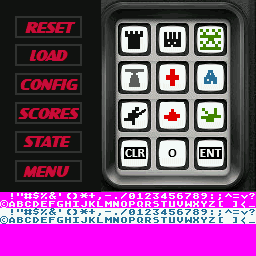 RESET
LOAD
CONFIG
SCORES
STATE
MENU
CLR O ENT
!"#$%&'()*+,-./0123456789:;^=v?
©ABCDEFGHIJKLMNOPQRSTUVWXYZ[ ]<_
!"#$%&'()*+,-./0123456789:;^=v?
©ABCDEFGHIJKLMNOPQRSTUVWXYZ[ ]<_